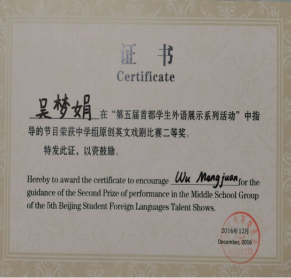 证书
Certificate
吴梦娟 在“第五届首都学生外语展示系列活动”中指
导的节目荣获中学组原创英文戏剧比赛二等奖。
特发此证、以资鼓励。
Hereby to award the certificate to encourage Wu Mengjuan for the
guidance of the Second Prize of performance in the Middle School Group
of the 5th Beijing Student Foreign Languages Talent Shows.
2016年12月
December, 2016